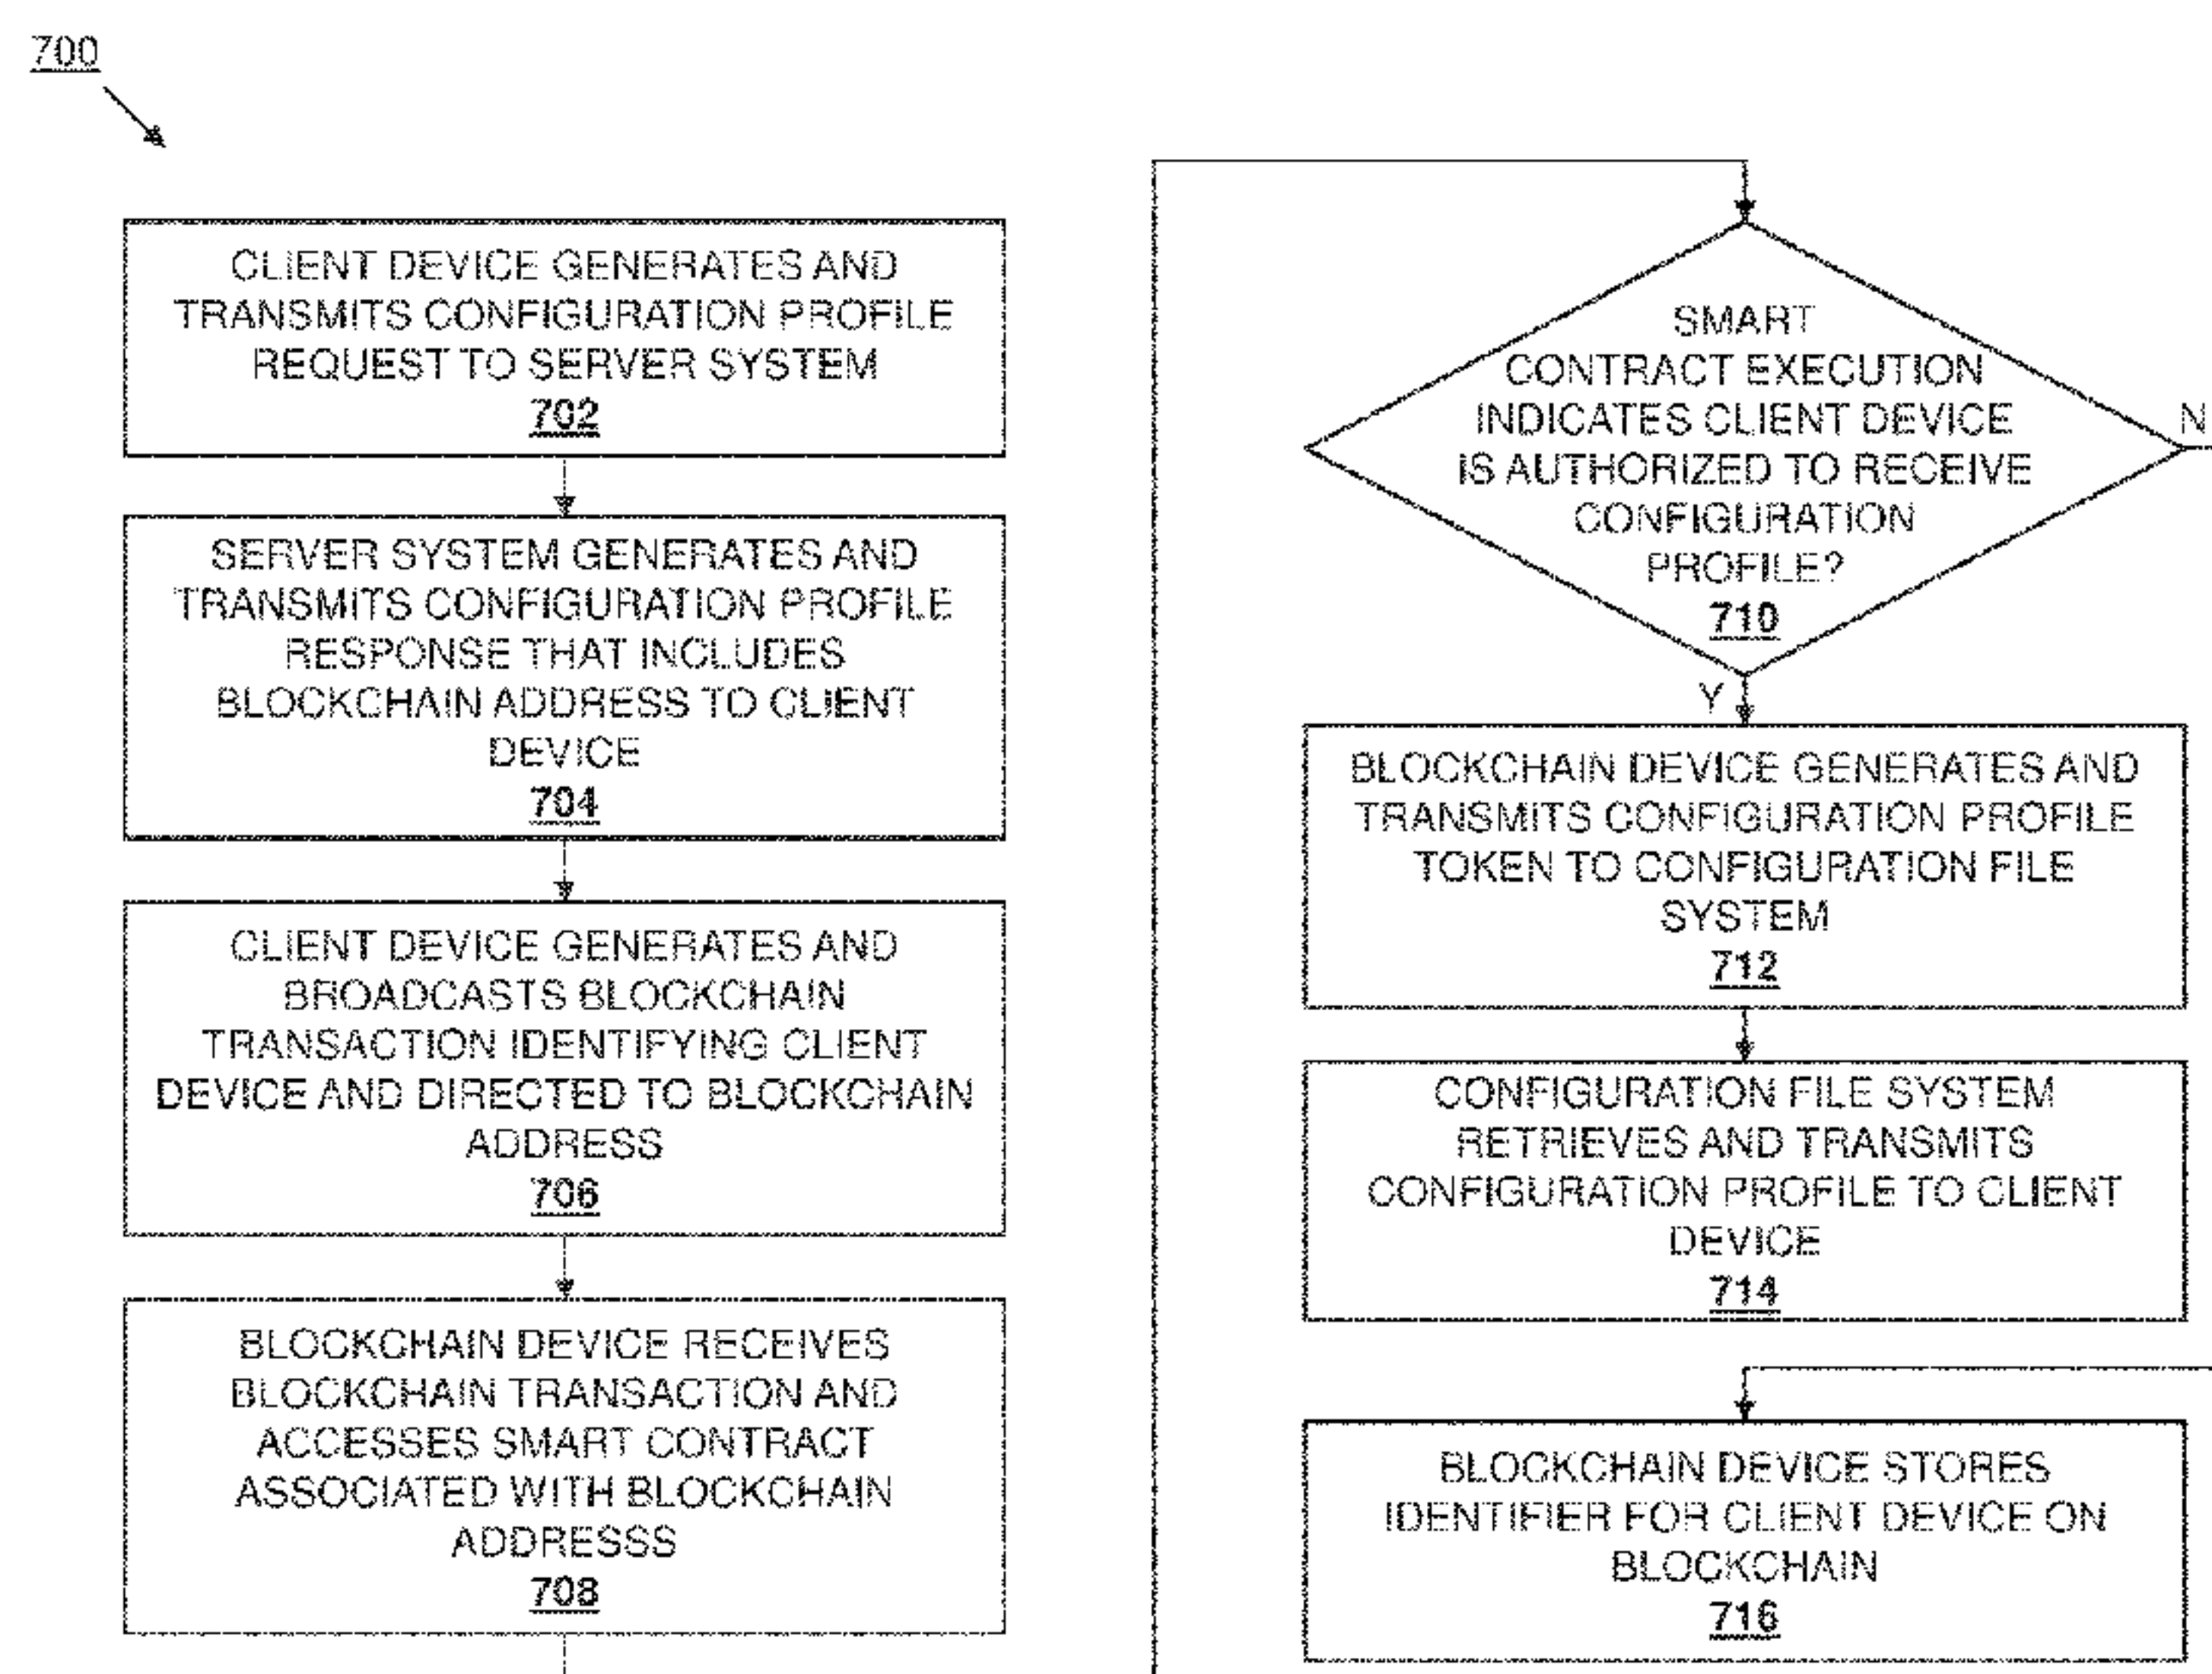 700
CLIENT DEVICE GENERATES AND
TRANSMITS CONFIGURATION PROFILE
REQUEST TO SERVER SYSTEM
702
SERVER SYSTEM GENERATES AND
TRANSMITS CONFIGURATION PROFILE
RESPONSE THAT INCLUDES
BLOCKCHAIN ADDRESS TO CLIENT
DEVICE
704
CLIENT DEVICE GENERATES AND
BROADCASTS BLOCKCHAIN
TRANSACTION IDENTIFYING CLIENT
DEVICE AND DIRECTED TO BLOCKCHAIN
ADDRESS
706
BLOCKCHAIN DEVICE RECEIVES
BLOCKCHAIN TRANSACTION AND
ACCESSES SMART CONTRACT
ASSOCIATED WITH BLOCKCHAIN
ADDRESSS
708
SMART
CONTRACT EXECUTION
INDICATES CLIENT DEVICE
IS AUTHORIZED TO RECEIVE
CONFIGURATION
PROFILE?
710
N
Y
BLOCKCHAIN DEVICE GENERATES AND
TRANSMITS CONFIGURATION PROFILE
TOKEN TO CONFIGURATION FILE
SYSTEM
712
CONFIGURATION FILE SYSTEM
RETRIEVES AND TRANSMITS
CONFIGURATION PROFILE TO CLIENT
DEVICE
714
BLOCKCHAIN DEVICE STORES
IDENTIFIER FOR CLIENT DEVICE ON
BLOCKCHAIN
716